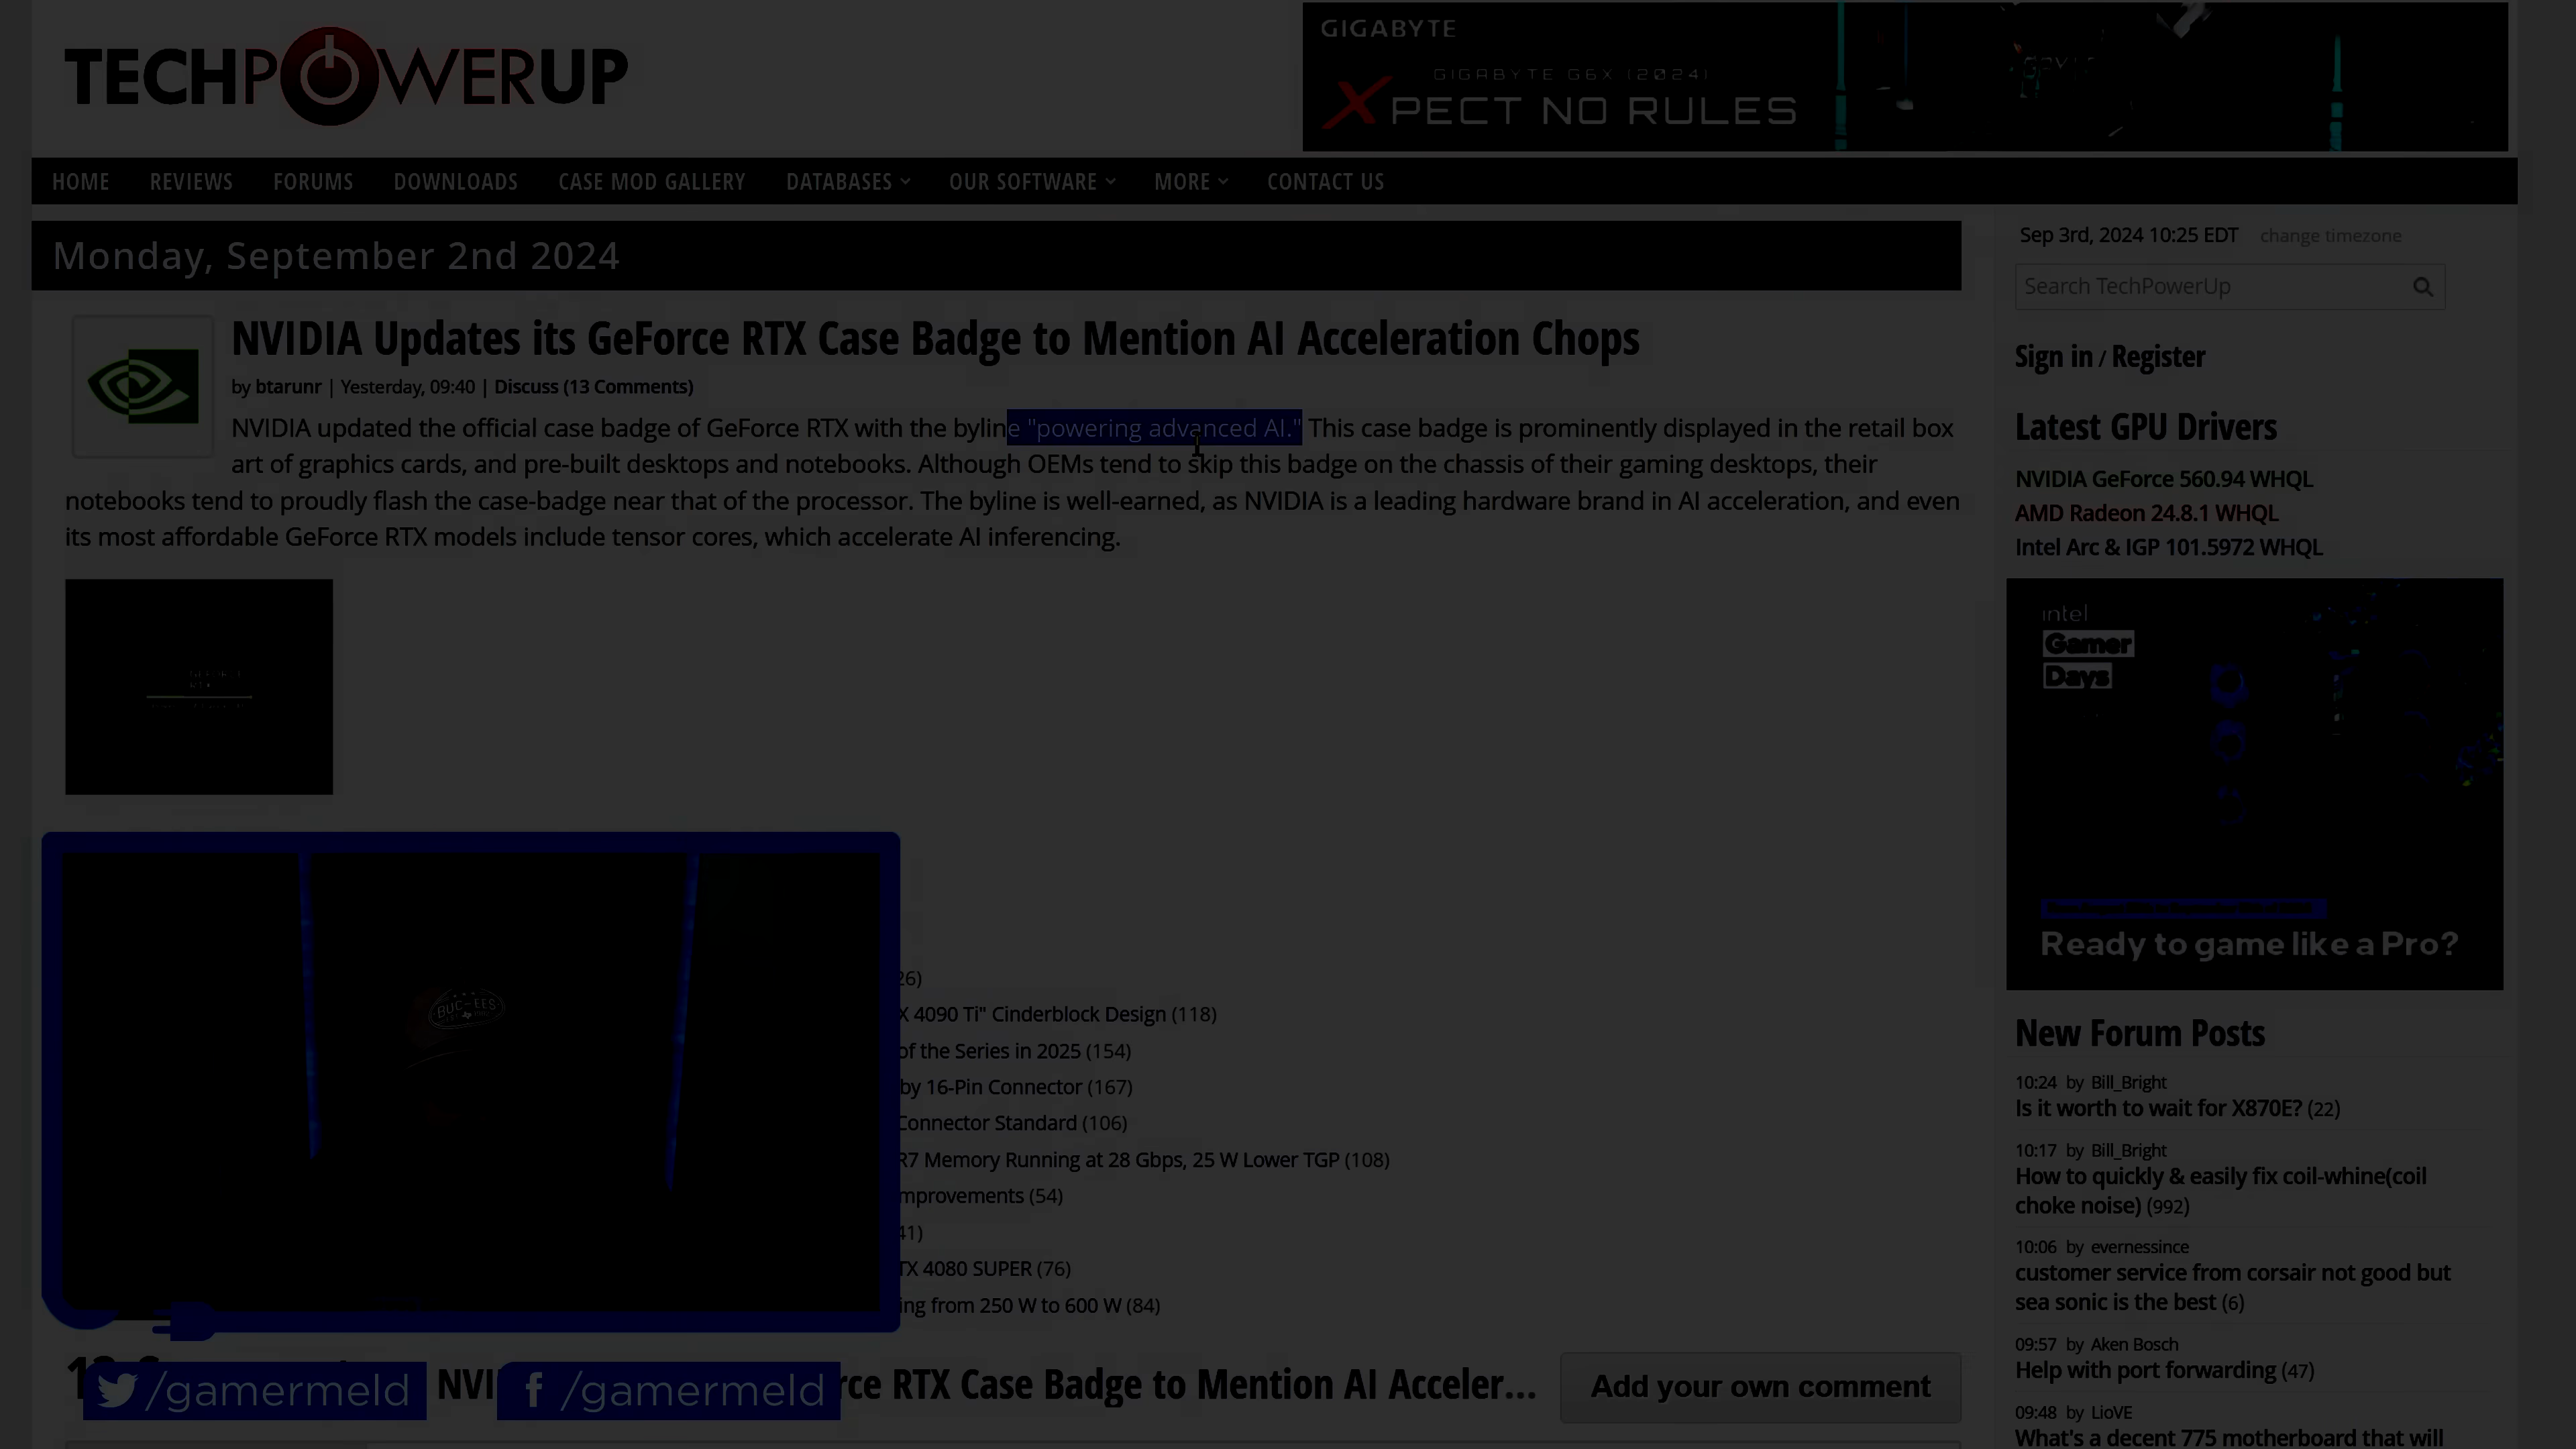 TECHPOWERUP
GIGABYTE
GIGABYTE G6X (2024)
XPECT NO RULES
HOME REVIEWS FORUMS DOWNLOADS CASE MOD GALLERY DATABASES OUR SOFTWARE MORE CONTACT US
Monday, September 2nd 2024
NVIDIA Updates its GeForce RTX Case Badge to Mention AI Acceleration Chops
by btarunr | Yesterday, 09:40 | Discuss (13 Comments)
NVIDIA updated the official case badge of GeForce RTX with the byline "powering advanced AI." This case badge is prominently displayed in the retail box
art of graphics cards, and pre-built desktops and notebooks. Although OEMs tend to skip this badge on the chassis of their gaming desktops, their
notebooks tend to proudly flash the case-badge near that of the processor. The byline is well-earned, as NVIDIA is a leading hardware brand in AI acceleration, and even
its most affordable GeForce RTX models include tensor cores, which accelerate AI inferencing.
GEFORCE
RTX
BUC-EES
26)
X 4090 Ti" Cinderblock Design (118)
of the Series in 2025 (154)
by 16-Pin Connector (167)
Connector Standard (106)
R7 Memory Running at 28 Gbps, 25 W Lower TGP (108)
mprovements (54)
41)
TX 4080 SUPER (76)
ing from 250 W to 600 W (84)
/gamermeld NVI /gamermeld rce RTX Case Badge to Mention AI Acceler...
Add your own comment
Sep 3rd, 2024 10:25 EDT change timezone
Search TechPowerUp
Sign in / Register
Latest GPU Drivers
NVIDIA GeForce 560.94 WHQL
AMD Radeon 24.8.1 WHQL
Intel Arc & IGP 101.5972 WHQL
intel
Gamer
Days
Ready to game like a Pro?
New Forum Posts
10:24 by Bill_Bright
Is it worth to wait for X870E? (22)
10:17 by Bill_Bright
How to quickly & easily fix coil-whine(coil
choke noise) (992)
10:06 by evernessince
customer service from corsair not good but
sea sonic is the best (6)
09:57 by Aken Bosch
Help with port forwarding (47)
09:48 by LioVE
What's a decent 775 motherboard that will